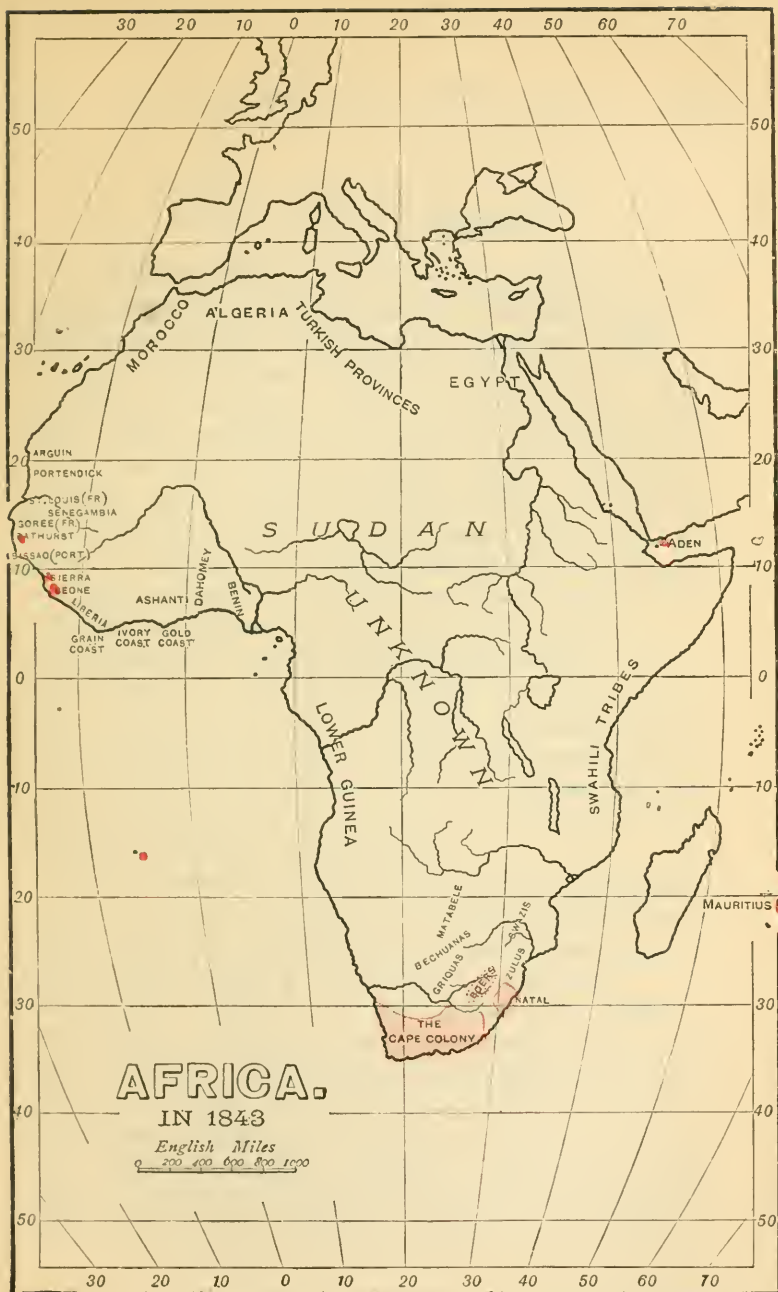 30 20 10 0 10 20 30 40 50 60 70
50 50
40 40
30 30
20 20
10 10
0 0
10 10
20 20
30 30
40 40
50 50
30 20 10 0 10 20 30 40 50 60 70
MOROCCO
ALGERIA
TURKISH PROVINCES
EGYPT
ARGUIN
PORTENDICK
ST. LOUIS (FR)
SENEGAMBIA
GOREE (FR)
BATHURST
BISSAO (PORT)
SIERRA
LEONE
LIBERIA
GRAIN
COAST
IVORY
COAST
GOLD
COAST
ASHANTI
DAHOMEY
BENIN
SUDAN
ADEN
UNKNOWN
LOWER GUINEA
SWAHILI TRIBES
MAURITIUS
MATABELE
BECHUANAS
GRIQUAS
BOERS
SWAZIS
ZULUS
NATAL
THE
CAPE COLONY
AFRICA.
IN 1843
English Miles
0 200 400 600 800 1000